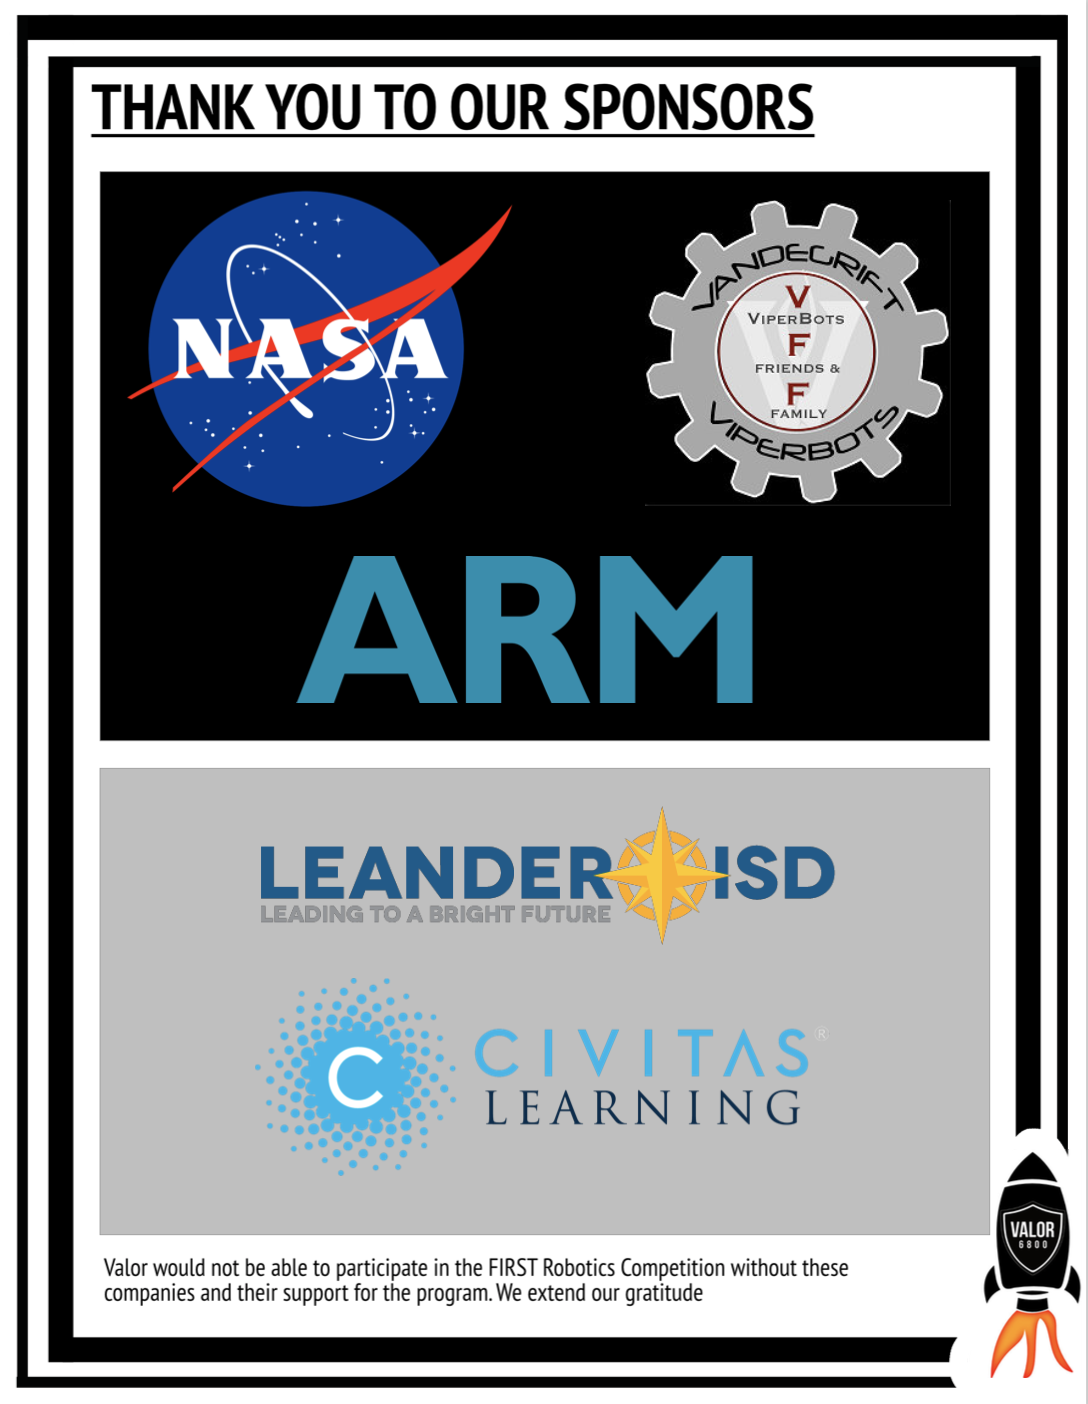 THANK YOU TO OUR SPONSORS
NASA
VANDEGRIFT
V
VIPERBOTS
F
FRIENDS &
F
FAMILY
VIPERBOTS
ARM
LEANDER ISD
LEADING TO A BRIGHT FUTURE
C
CIVITAS®
LEARNING
VALOR
6800
Valor would not be able to participate in the FIRST Robotics Competition without these
companies and their support for the program. We extend our gratitude